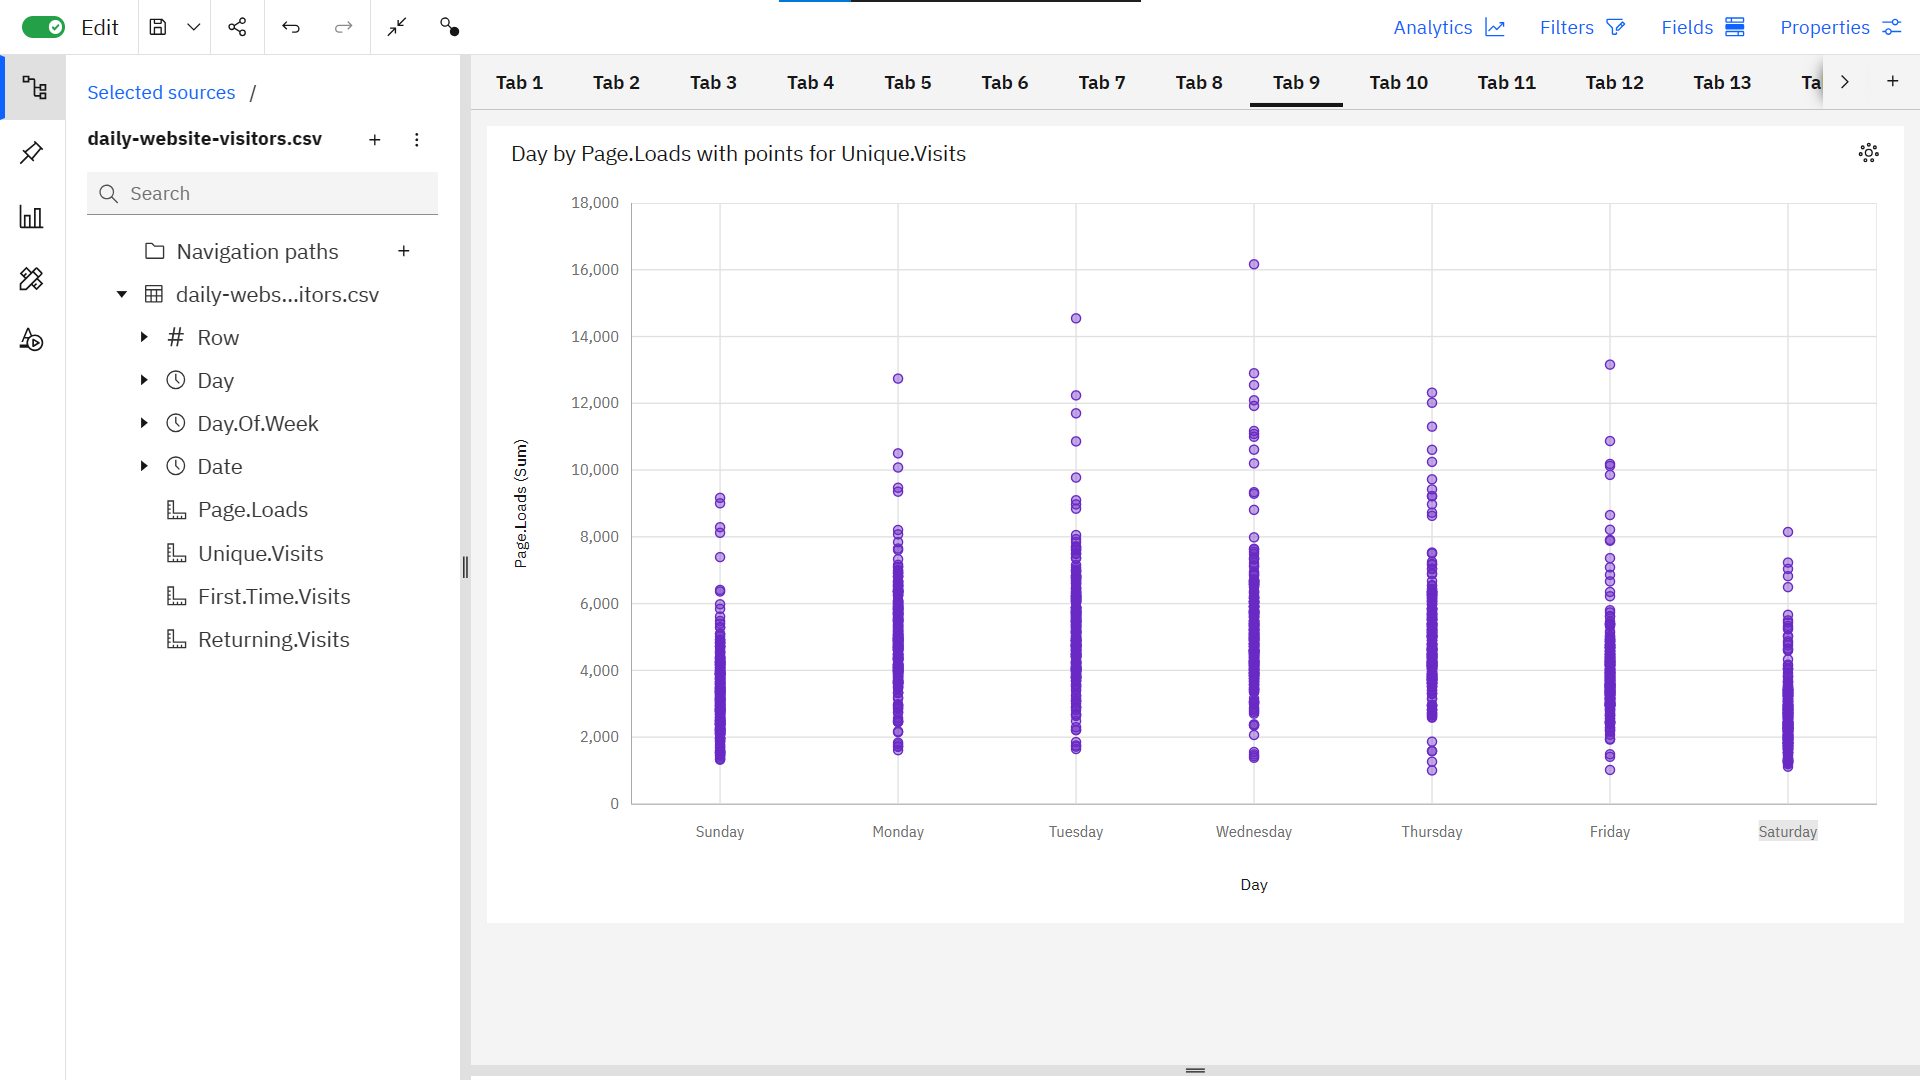 Edit
Analytics
Filters
Fields
Properties
Selected sources /
daily-website-visitors.csv
Search
Navigation paths
daily-webs...itors.csv
Row
Day
Day.Of.Week
Date
Page.Loads
Unique.Visits
First.Time.Visits
Returning.Visits
Tab 1
Tab 2
Tab 3
Tab 4
Tab 5
Tab 6
Tab 7
Tab 8
Tab 9
Tab 10
Tab 11
Tab 12
Tab 13
Day by Page.Loads with points for Unique.Visits
Page.Loads (Sum)
18,000
16,000
14,000
12,000
10,000
8,000
6,000
4,000
2,000
0
Sunday
Monday
Tuesday
Wednesday
Thursday
Friday
Saturday
Day